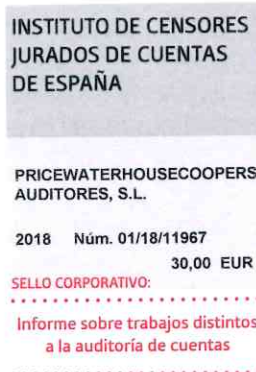 INSTITUTO DE CENSORES
JURADOS DE CUENTAS
DE ESPAÑA
PRICEWATERHOUSECOOPERS
AUDITORES, S.L.
2018 Núm. 01/18/11967
30,00 EUR
SELLO CORPORATIVO:
Informe sobre trabajos distintos
a la auditoría de cuentas